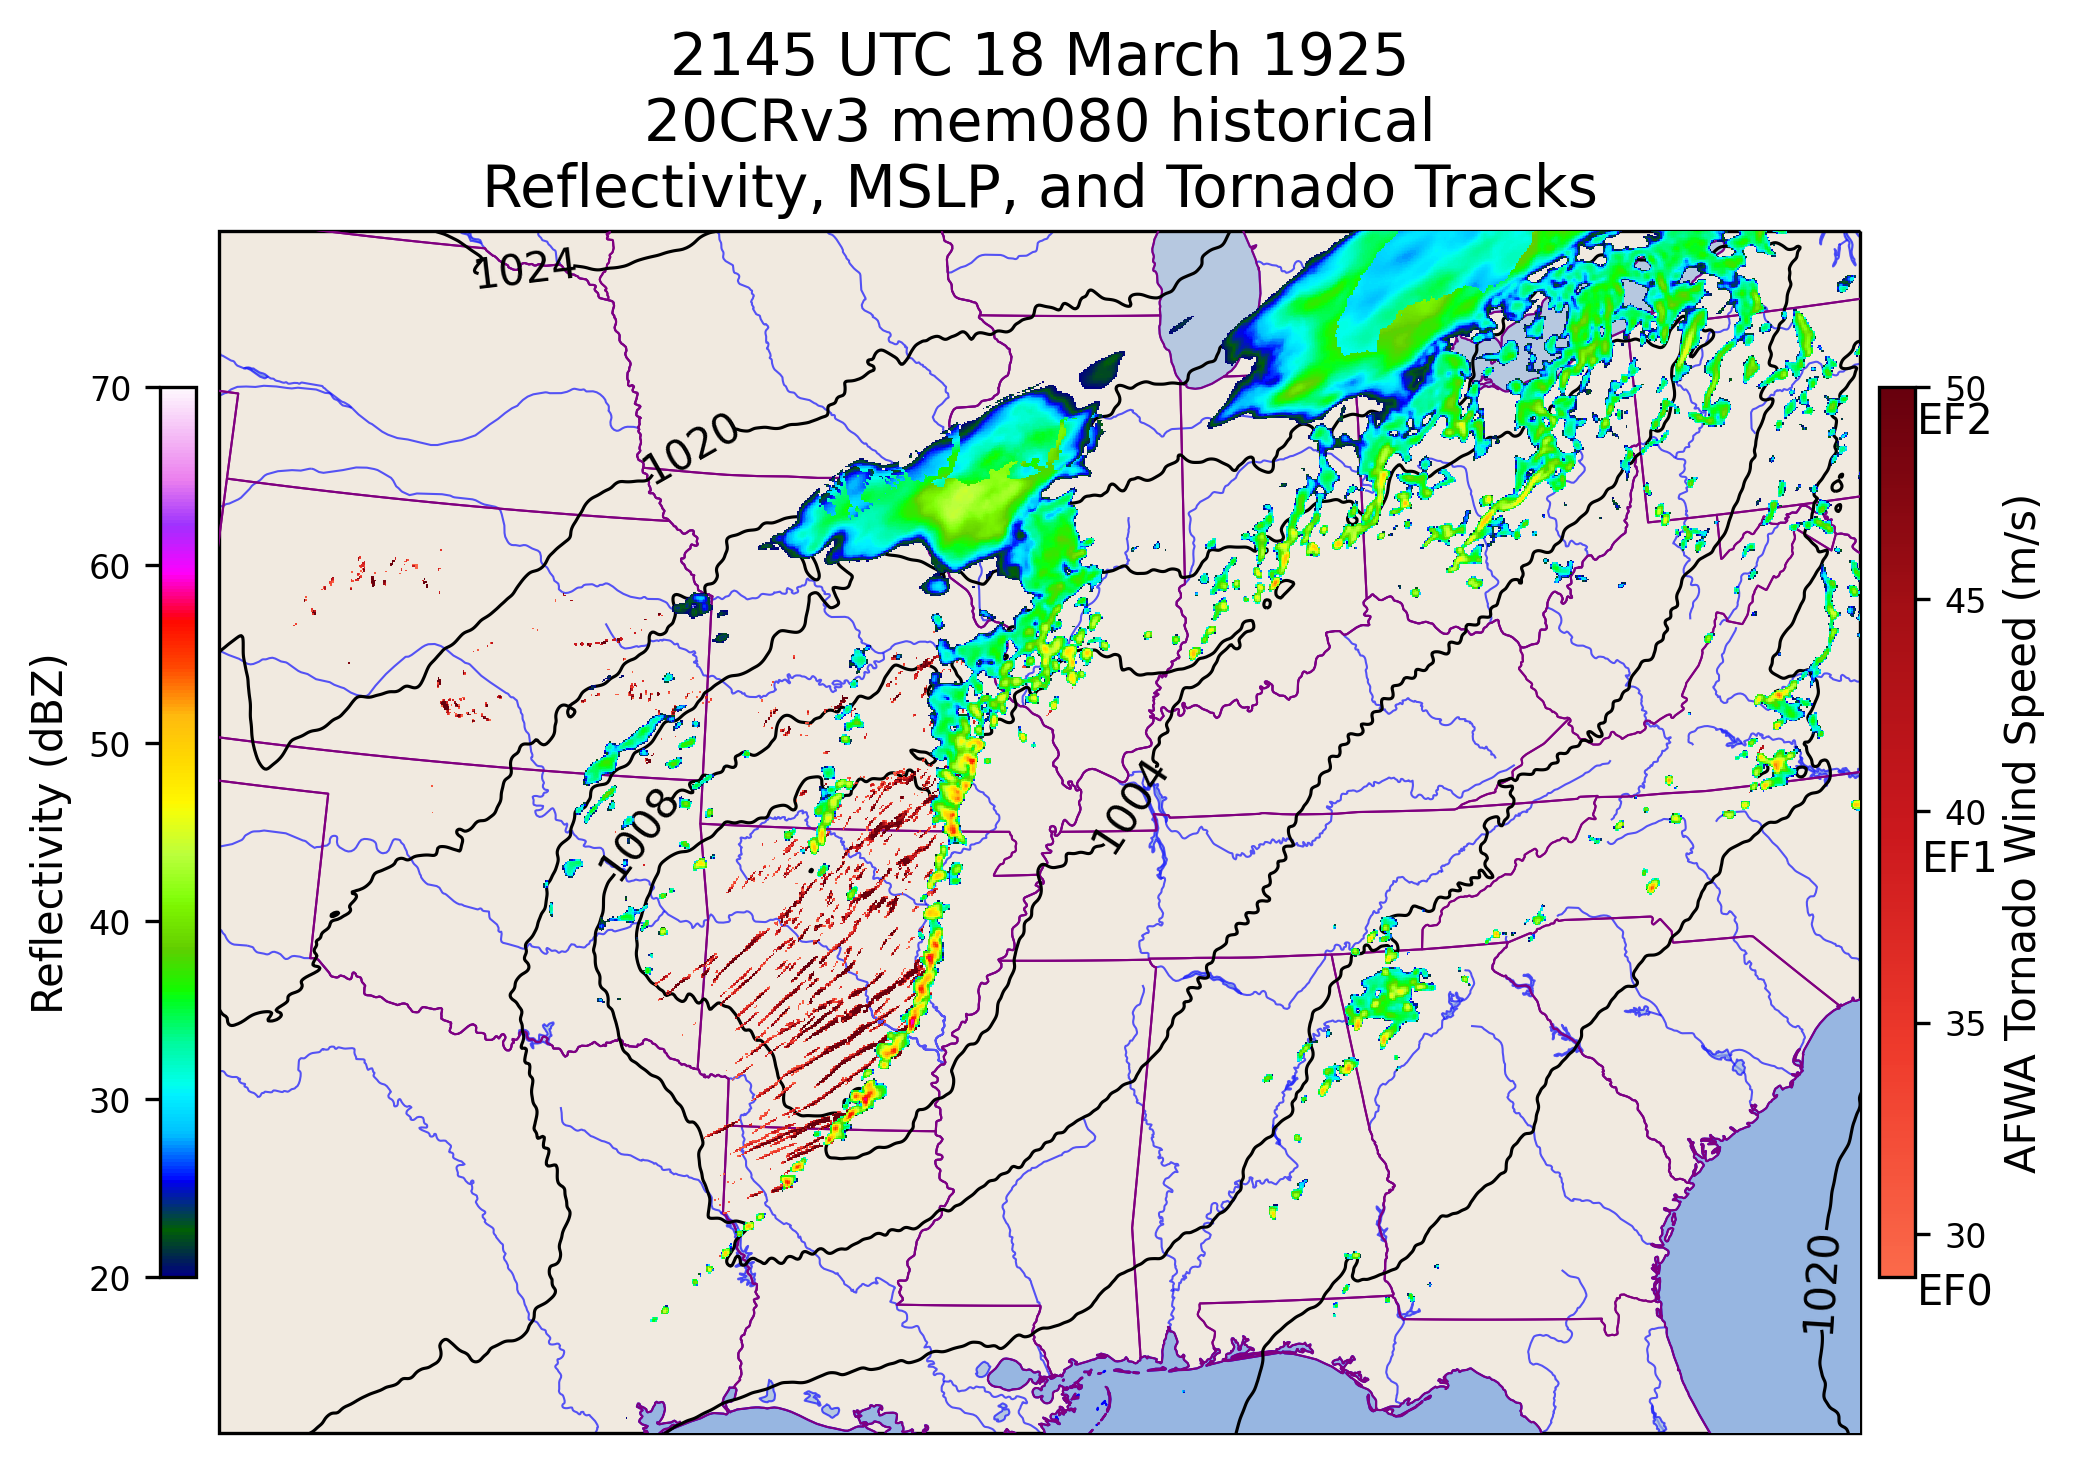 2145 UTC 18 March 1925
20CRv3 mem080 historical
Reflectivity, MSLP, and Tornado Tracks
1024
1020
1008
1004
1020
Reflectivity (dBZ)
70
60
50
40
30
20
50
EF2
45
40
EF1
35
30
EF0
AFWA Tornado Wind Speed (m/s)